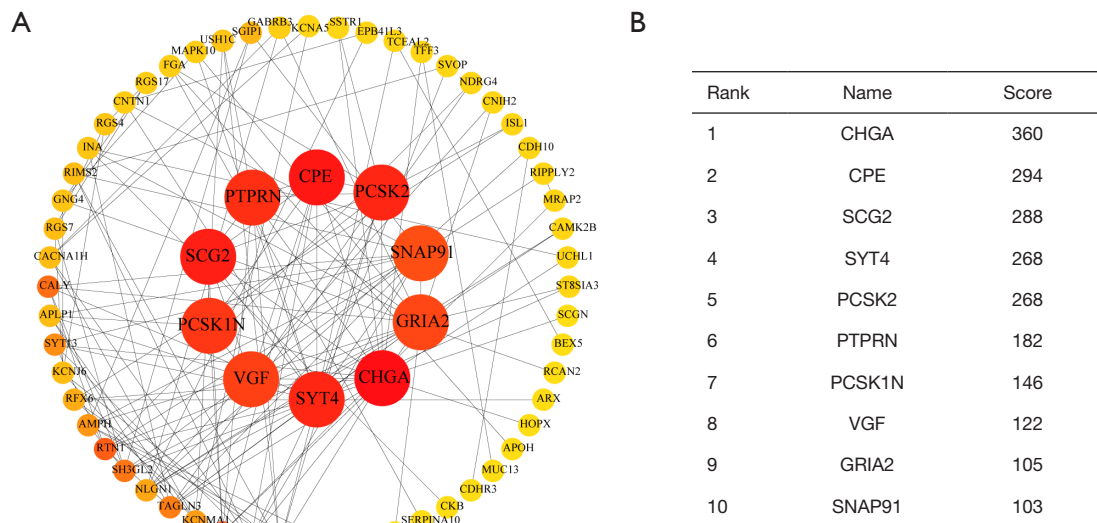 A
GABRB3
KCNA5
SSTR1
EPB41L3
TCEAL2
TFF3
SVOP
NDRG4
CNIH2
ISL1
CDH10
RIPPLY2
MRAP2
CAMK2B
UCHL1
ST8SIA3
SCGN
BEX5
RCAN2
ARX
HOPX
APOH
MUC13
CDHR3
CKB
SERPINA10
SGIP1
USH1C
MAPK10
FGA
RGS17
CNTN1
RGS4
INA
RIMS2
GNG4
RGS7
CACNA1H
CALY
APLP1
SYT13
KCNJ6
RFX6
AMPH
RTN1
SH3GL2
NLGN1
TAGLN3
KCNMA1
CPE
PCSK2
SNAP91
GRIA2
CHGA
SYT4
VGF
PCSK1N
SCG2
PTPRN
B
Rank Name Score
1 CHGA 360
2 CPE 294
3 SCG2 288
4 SYT4 268
5 PCSK2 268
6 PTPRN 182
7 PCSK1N 146
8 VGF 122
9 GRIA2 105
10 SNAP91 103